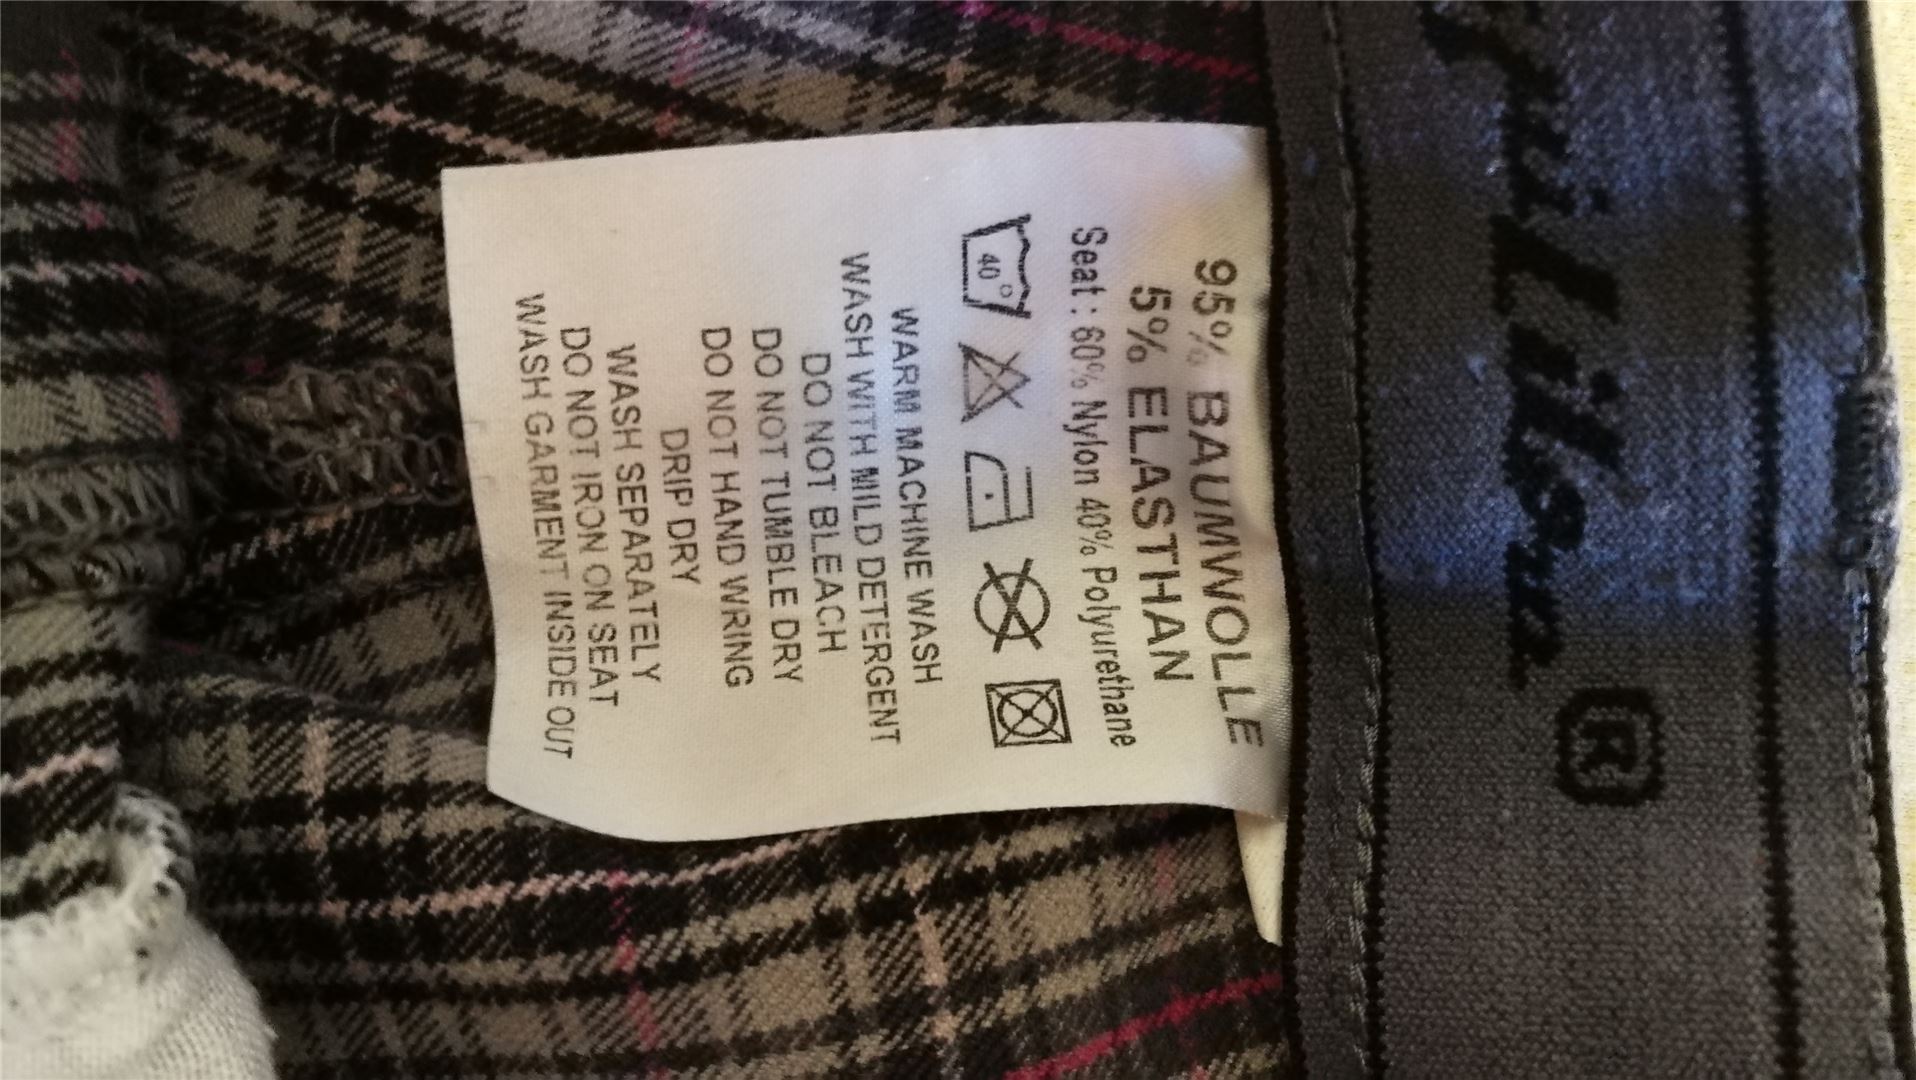 95% BAUMWOLLE
5% ELASTHAN
Seat : 60% Nylon 40% Polyurethane
40°
WARM MACHINE WASH
WASH WITH MILD DETERGENT
DO NOT BLEACH
DO NOT TUMBLE DRY
DO NOT HAND WRING
DRIP DRY
WASH SEPARATELY
DO NOT IRON ON SEAT
WASH GARMENT INSIDE OUT
®